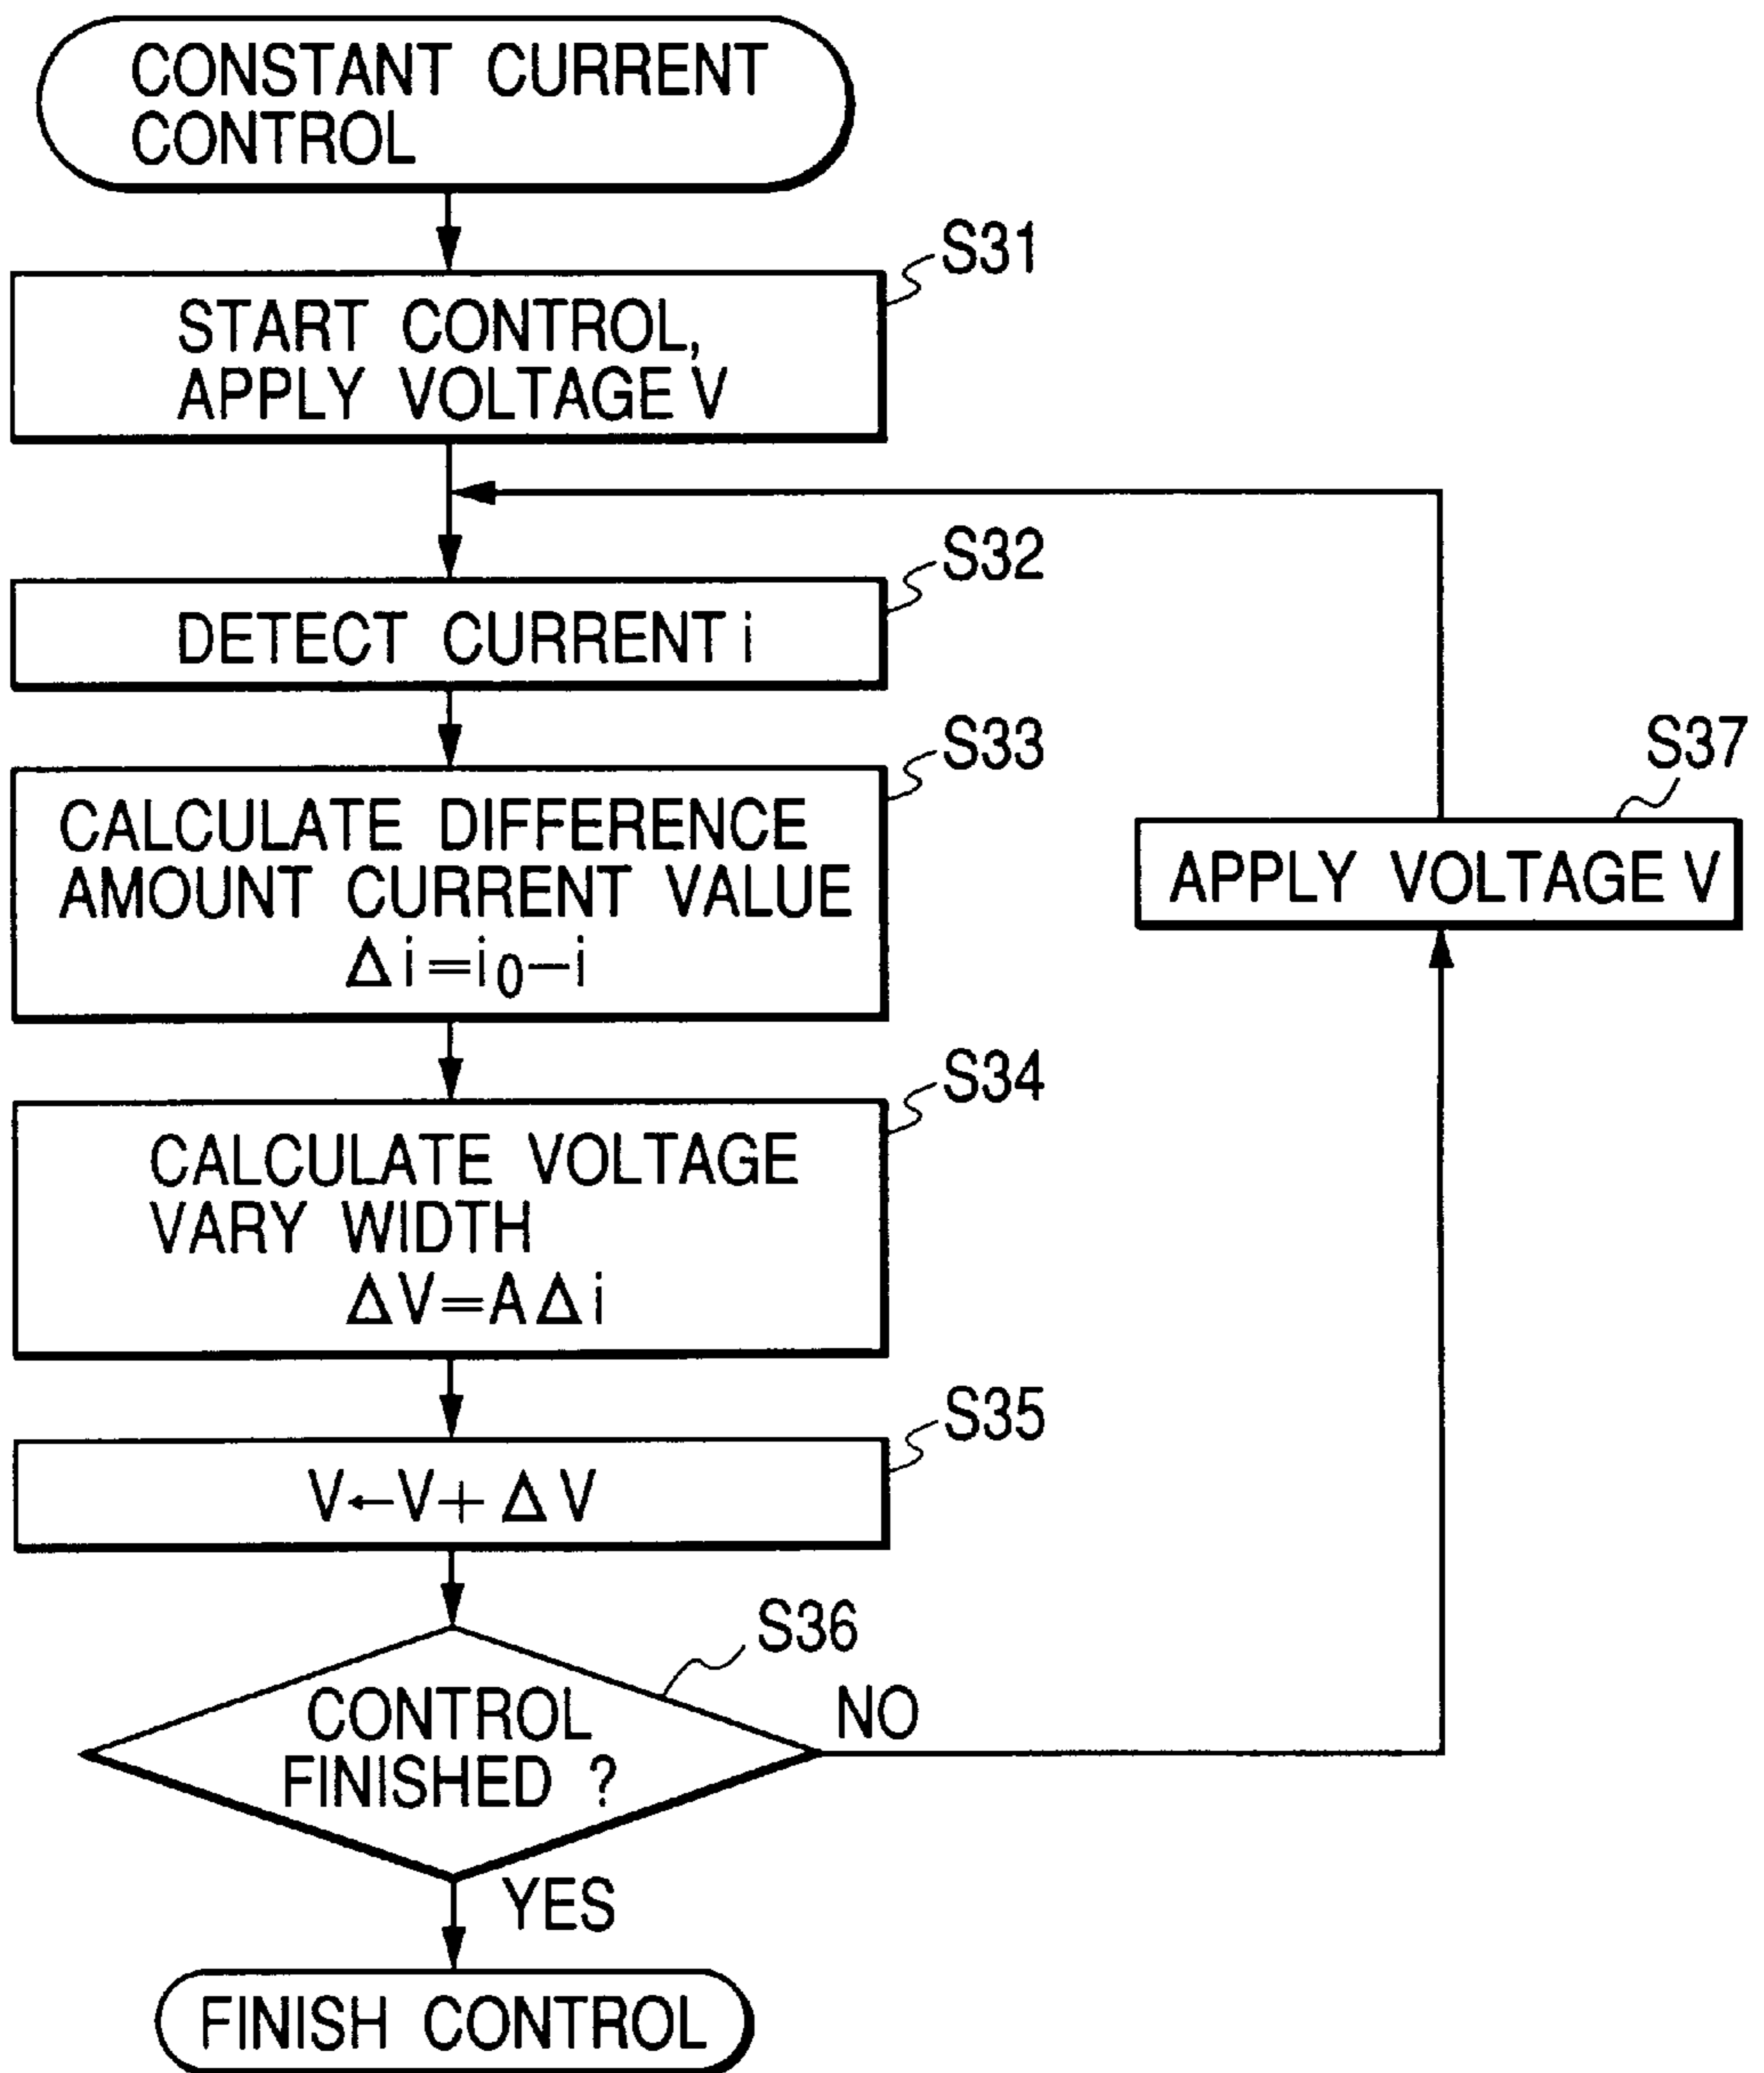 CONSTANT CURRENT
CONTROL
S31
START CONTROL,
APPLY VOLTAGE V
S32
DETECT CURRENT i
S33
CALCULATE DIFFERENCE
AMOUNT CURRENT VALUE
Δi=i₀−i
S37
APPLY VOLTAGE V
S34
CALCULATE VOLTAGE
VARY WIDTH
ΔV=AΔi
S35
V←V+ΔV
S36
CONTROL
FINISHED ?
NO
YES
FINISH CONTROL